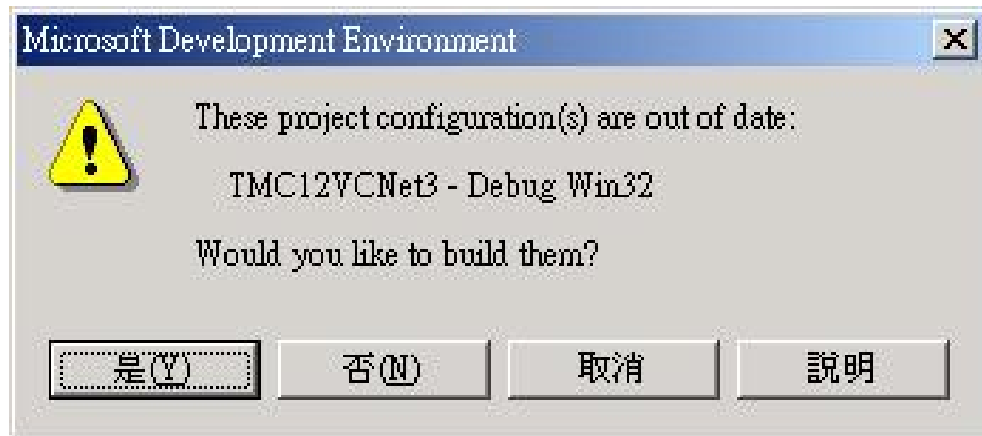 Microsoft Development Environment
These project configuration(s) are out of date:
TMC12VCNet3 - Debug Win32
Would you like to build them?
是(Y) 否(N) 取消 説明